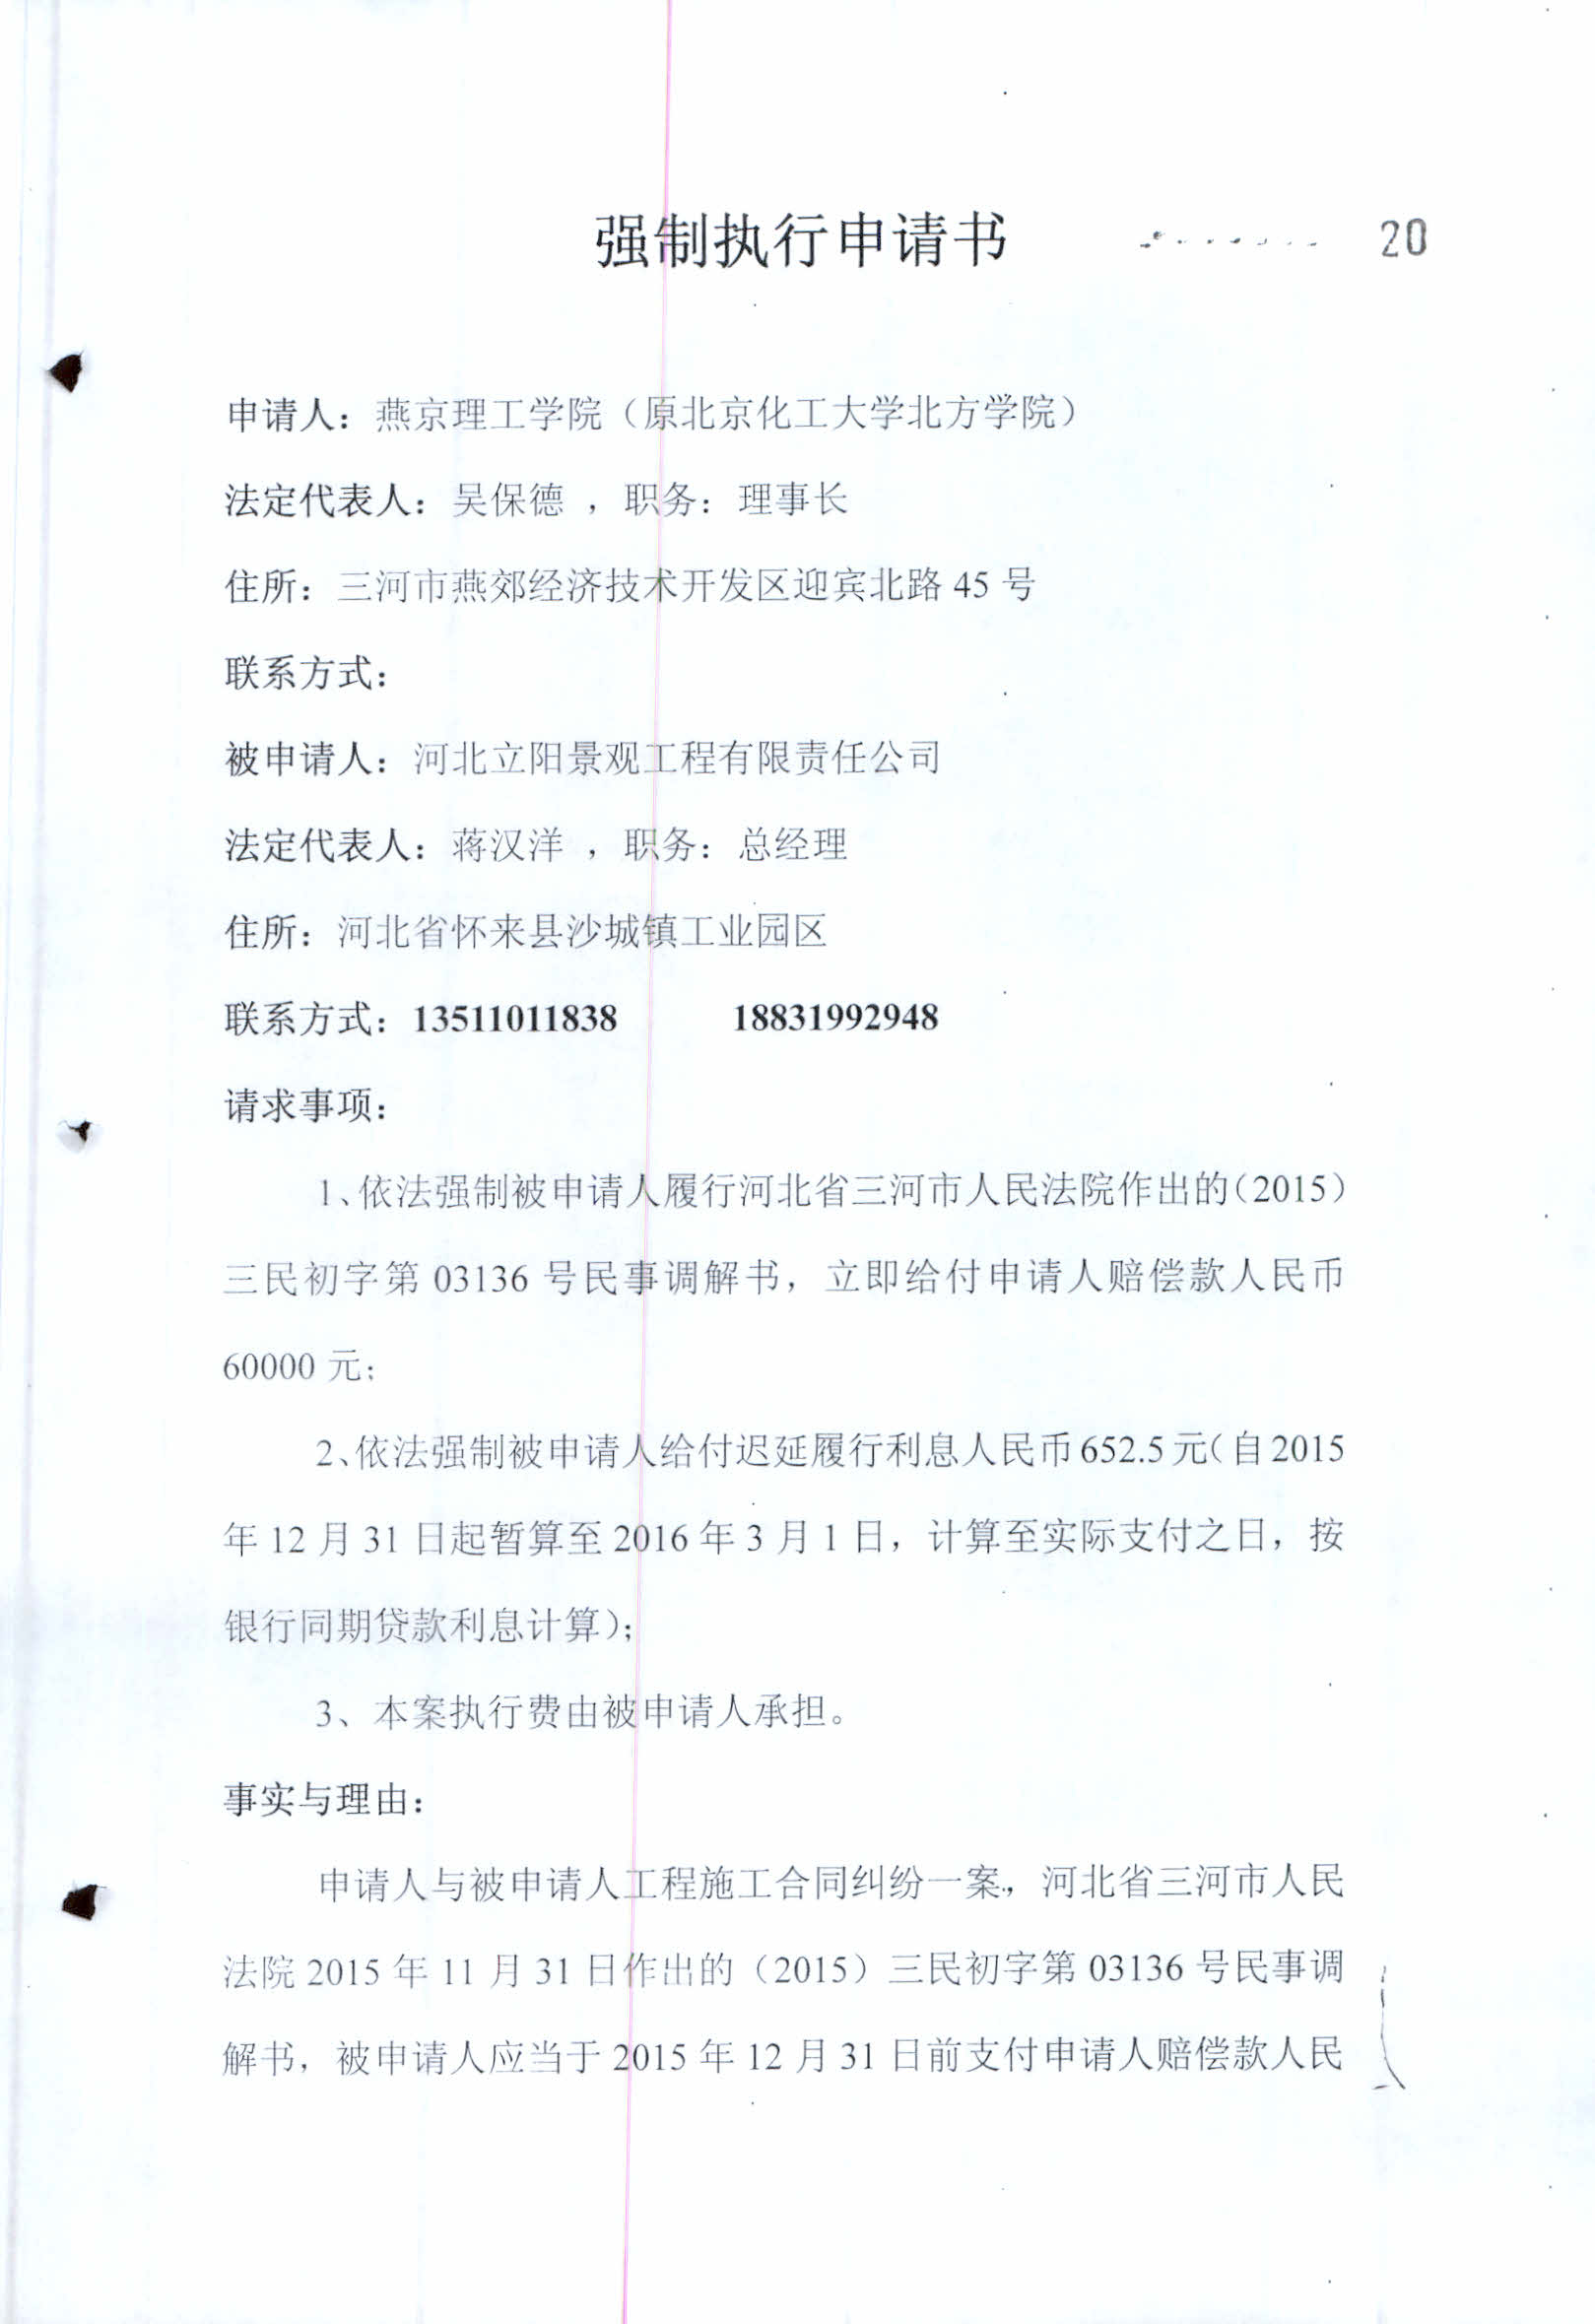 强制执行申请书
20
申请人：燕京理工学院（原北京化工大学北方学院）
法定代表人：吴保德 ，职务：理事长
住所：三河市燕郊经济技术开发区迎宾北路 45 号
联系方式：
被申请人：河北立阳景观工程有限责任公司
法定代表人：蒋汉洋 ，职务：总经理
住所：河北省怀来县沙城镇工业园区
联系方式：13511011838 18831992948
请求事项：
1、依法强制被申请人履行河北省三河市人民法院作出的（2015）
三民初字第 03136 号民事调解书，立即给付申请人赔偿款人民币
60000 元；
2、依法强制被申请人给付迟延履行利息人民币 652.5 元（自 2015
年 12 月 31 日起暂算至 2016 年 3 月 1 日，计算至实际支付之日，按
银行同期贷款利息计算）；
3、本案执行费由被申请人承担。
事实与理由：
申请人与被申请人工程施工合同纠纷一案，河北省三河市人民
法院 2015 年 11 月 31 日作出的（2015）三民初字第 03136 号民事调
解书，被申请人应当于 2015 年 12 月 31 日前支付申请人赔偿款人民